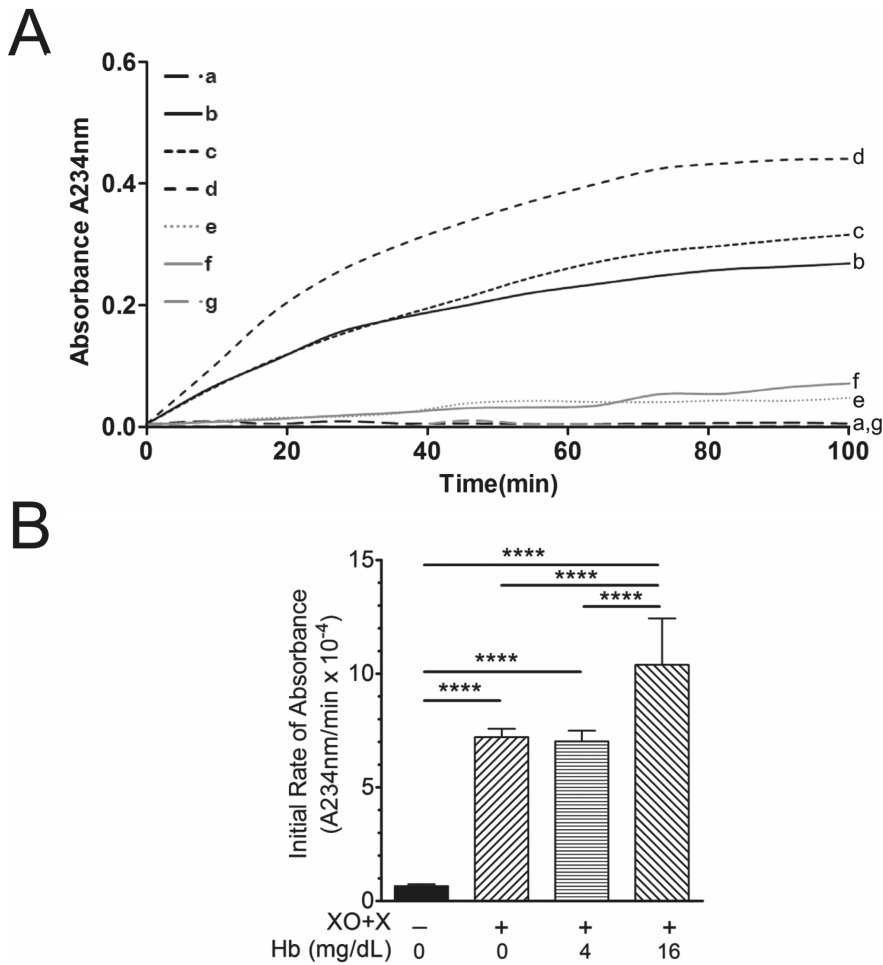 A
0.6
0.4
0.2
0.0
Absorbance A234nm
a
b
c
d
e
f
g
d
c
b
f
e
a,g
0 20 40 60 80 100
Time(min)
B
15
10
5
0
Initial Rate of Absorbance
(A234nm/min x 10-4)
****
****
****
****
****
XO+X – + + +
Hb (mg/dL) 0 0 4 16